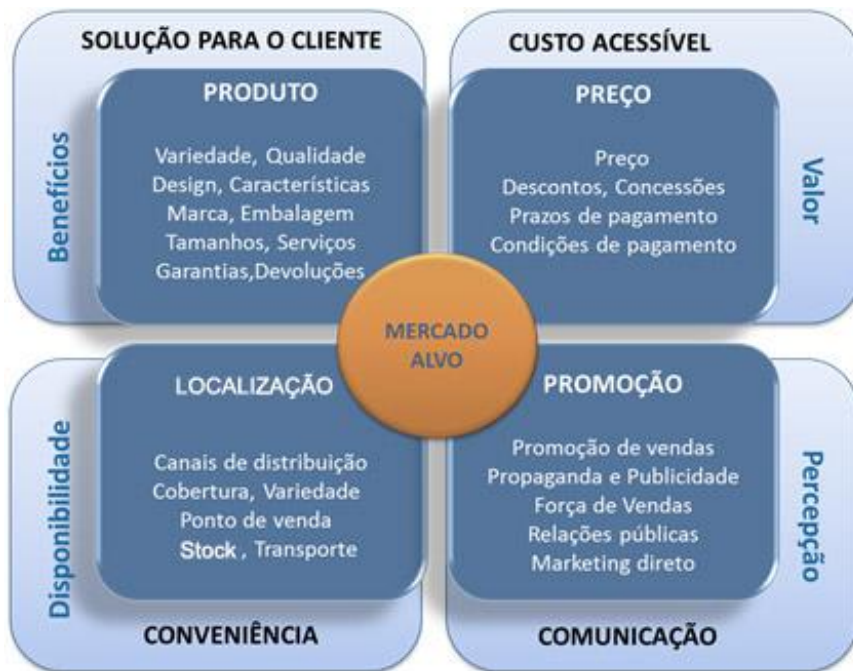 SOLUÇÃO PARA O CLIENTE
Benefícios
PRODUTO
Variedade, Qualidade
Design, Características
Marca, Embalagem
Tamanhos, Serviços
Garantias,Devoluções
CUSTO ACESSÍVEL
PREÇO
Preço
Descontos, Concessões
Prazos de pagamento
Condições de pagamento
Valor
MERCADO
ALVO
Disponibilidade
LOCALIZAÇÃO
Canais de distribuição
Cobertura, Variedade
Ponto de venda
Stock , Transporte
CONVENIÊNCIA
PROMOÇÃO
Promoção de vendas
Propaganda e Publicidade
Força de Vendas
Relações públicas
Marketing direto
Percepção
COMUNICAÇÃO